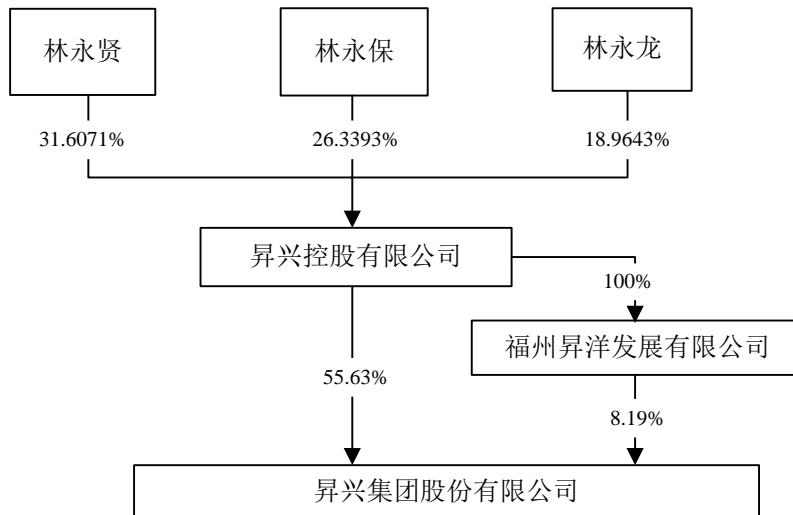 林永贤
林永保
林永龙
31.6071%
26.3393%
18.9643%
昇兴控股有限公司
100%
福州昇洋发展有限公司
55.63%
8.19%
昇兴集团股份有限公司